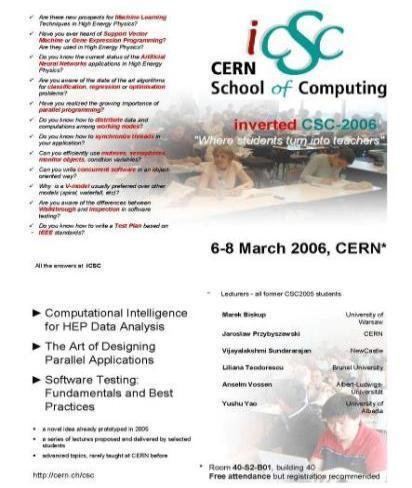 Are there new prospects for Machine Learning
Techniques in High Energy Physics?
Have you ever heard of Support Vector
Machine or Gene Expression Programming?
Are they used in High Energy Physics?
Do you know the current status of the Artificial
Neural Networks applications in High Energy
Physics?
Are you aware of the state of the art algorithms
for classification, regression or optimisation
problems?
Have you realized the growing importance of
parallel programming?
Do you know how to distribute data and
computations among working nodes?
Do you know how to synchronize threads in
your application?
Can you efficiently use mutexes, semaphores,
monitor objects, condition variables?
Can you write concurrent software in an object
oriented way?
Why is a V-model usually preferred over other
models (spiral, waterfall, etc)?
Are you aware of the differences between
Walkthrough and Inspection in software
testing?
Do you know how to write a Test Plan based on
IEEE standards?
All the answers at iCSC
iCSC
CERN
School of Computing
inverted CSC-2006
"Where students turn into teachers"
6-8 March 2006, CERN*
► Computational Intelligence
for HEP Data Analysis
► The Art of Designing
Parallel Applications
► Software Testing:
Fundamentals and Best
Practices
• a novel idea already prototyped in 2005
• a series of lectures proposed and delivered by selected
students
• advanced topics, rarely taught at CERN before
http://cern.ch/csc
Lecturers - all former CSC2005 students
Marek Biskup University of
Warsaw
Jaroslaw Przybyszewski CERN
Vijayalakshmi Sundararajan NewCastle
Liliana Teodorescu Brunel University
Anselm Vossen Albert-Ludwigs-
Universität
Yushu Yao University of
Alberta
* Room 40-S2-B01, building 40
Free attendance but registration recommended